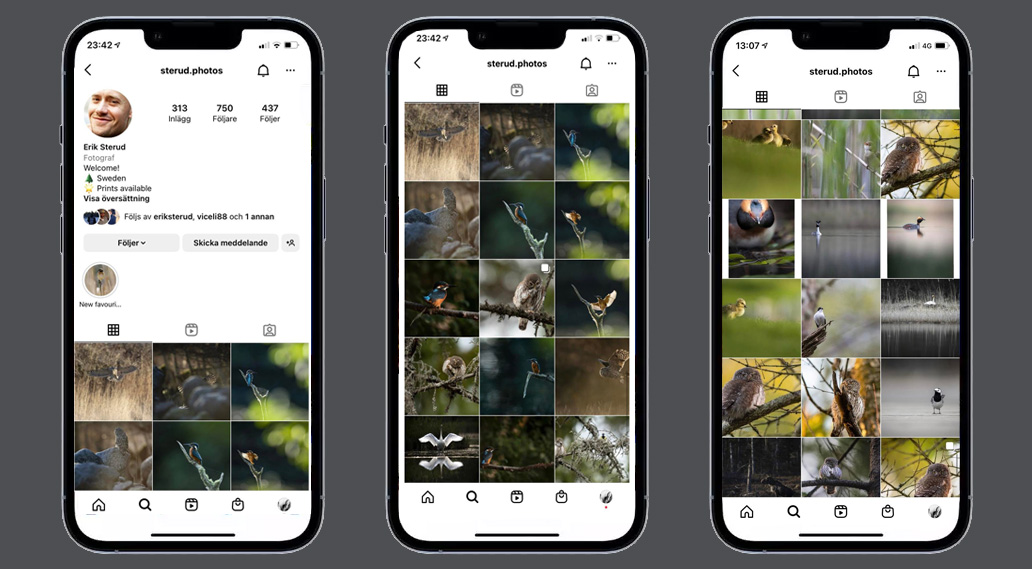 23:42
sterud.photos
313
750
437
Inlägg
Följare
Följer
Erik Sterud
Fotograf
Welcome!
Sweden
Prints available
Visa översättning
Följs av eriksterud, viceli88 och 1 annan
Följer
Skicka meddelande
New favouri...
23:42
sterud.photos
13:07
4G
sterud.photos